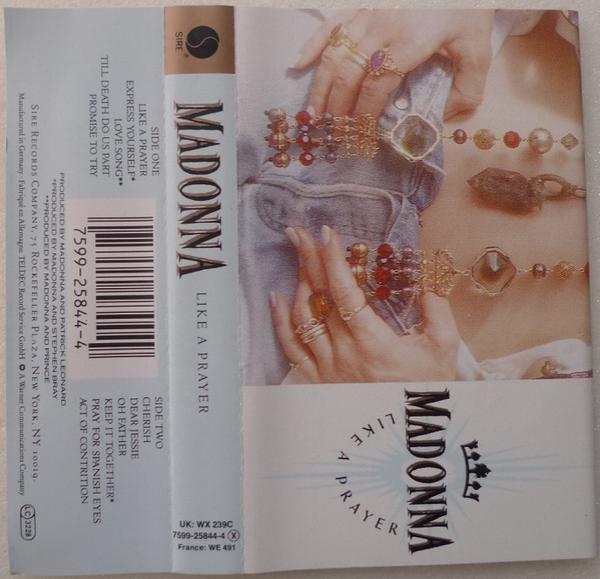 SIDE ONE
LIKE A PRAYER
EXPRESS YOURSELF*
LOVE SONG**
TILL DEATH DO US PART
PROMISE TO TRY
7599-25844-4
SIDE TWO
CHERISH
DEAR JESSIE
OH FATHER
KEEP IT TOGETHER*
PRAY FOR SPANISH EYES
ACT OF CONTRITION
PRODUCED BY MADONNA AND PATRICK LEONARD
*PRODUCED BY MADONNA AND STEPHEN BRAY
**PRODUCED BY MADONNA AND PRINCE
SIRE RECORDS COMPANY, 75 ROCKEFELLER PLAZA, NEW YORK, NY 10019.
Manufactured in Germany · Fabriqué en Allemagne. TELDEC Record Service GmbH A Warner Communications Company
LC 3228
SIRE
MADONNA LIKE A PRAYER
UK: WX 239C
7599-25844-4 X
France: WE 491
MADONNA
LIKE A PRAYER